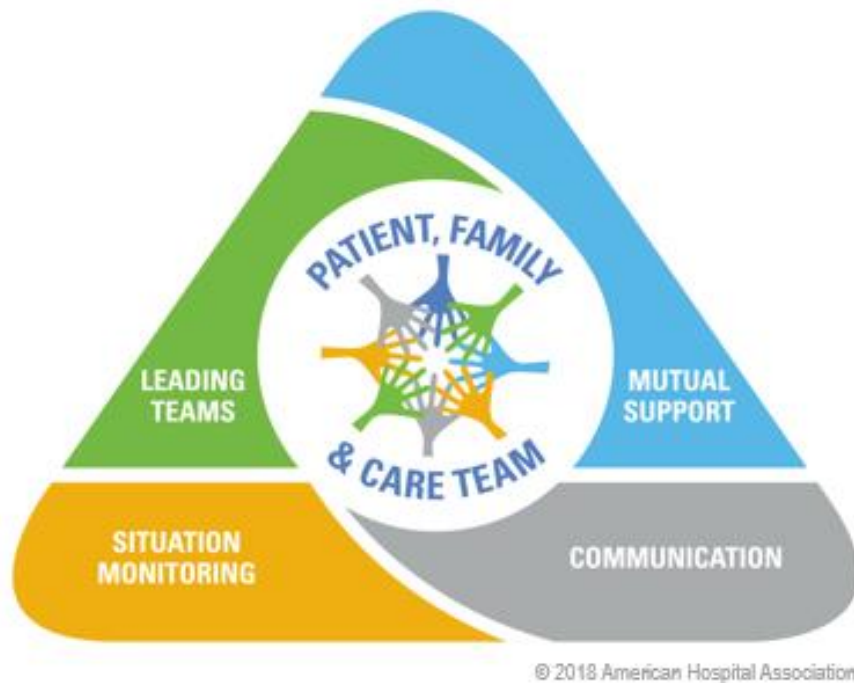 PATIENT, FAMILY
& CARE TEAM
LEADING
TEAMS
MUTUAL
SUPPORT
SITUATION
MONITORING
COMMUNICATION
© 2018 American Hospital Association